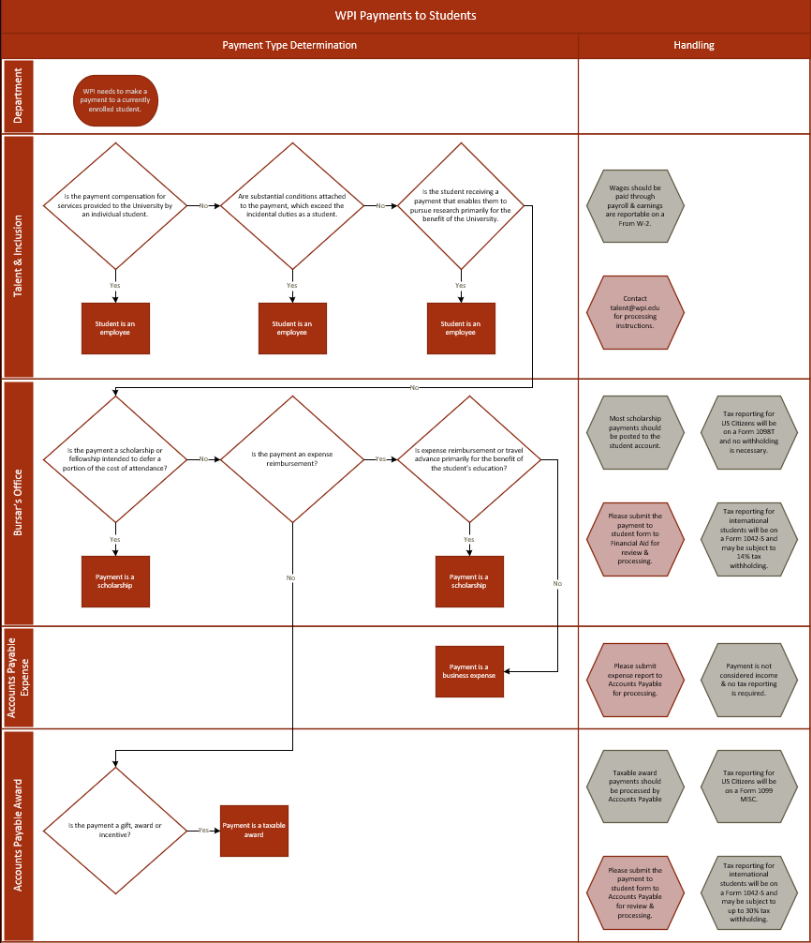 WPI Payments to Students
Payment Type Determination
Handling
Department
WPI needs to make a
payment to a currently
enrolled student.
Talent & Inclusion
Is the payment compensation for
services provided to the University by
an individual student.
No
Are substantial conditions attached
to the payment, which exceed the
incidental duties as a student.
No
Is the student receiving a
payment that enables them to
pursue research primarily for the
benefit of the University.
Yes
Yes
Yes
Student is an
employee
Student is an
employee
Student is an
employee
Wages should be
paid through
payroll & earnings
are reportable on a
From W-2.
Contact
talent@wpi.edu
for processing
instructions.
No
Bursar's Office
Is the payment a scholarship or
fellowship intended to defer a
portion of the cost of attendance?
No
Is the payment an expense
reimbursement?
Yes
Is expense reimbursement or travel
advance primarily for the benefit of
the student's education?
Yes
No
Yes
No
Payment is a
scholarship
Payment is a
scholarship
Most scholarship
payments should
be posted to the
student account.
Tax reporting for
US Citizens will be
on a Form 1098T
and no withholding
is necessary.
Please submit the
payment to
student form to
Financial Aid for
review &
processing.
Tax reporting for
international
students will be on
a Form 1042-S and
may be subject to
14% tax
withholding.
Accounts Payable
Expense
Payment is a
business expense
Please submit
expense report to
Accounts Payable
for processing.
Payment is not
considered income
& no tax reporting
is required.
Accounts Payable Award
Is the payment a gift, award or
incentive?
Yes
Payment is a taxable
award
Taxable award
payments should
be processed by
Accounts Payable
Tax reporting for
US Citizens will be
on a Form 1099
MISC.
Please submit the
payment to
student form to
Accounts Payable
for review &
processing.
Tax reporting for
international
students will be on
a Form 1042-S and
may be subject to
up to 30% tax
withholding.